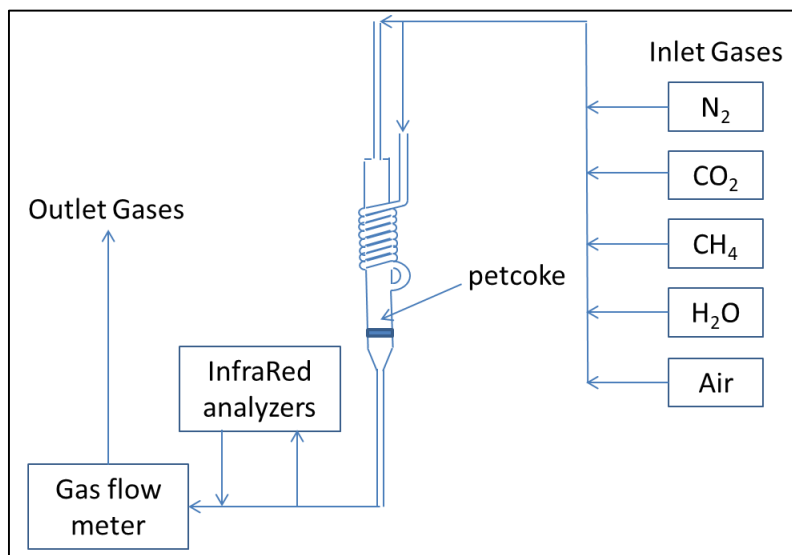 Inlet Gases
N₂
CO₂
CH₄
H₂O
Air
Outlet Gases
petcoke
InfraRed
analyzers
Gas flow
meter